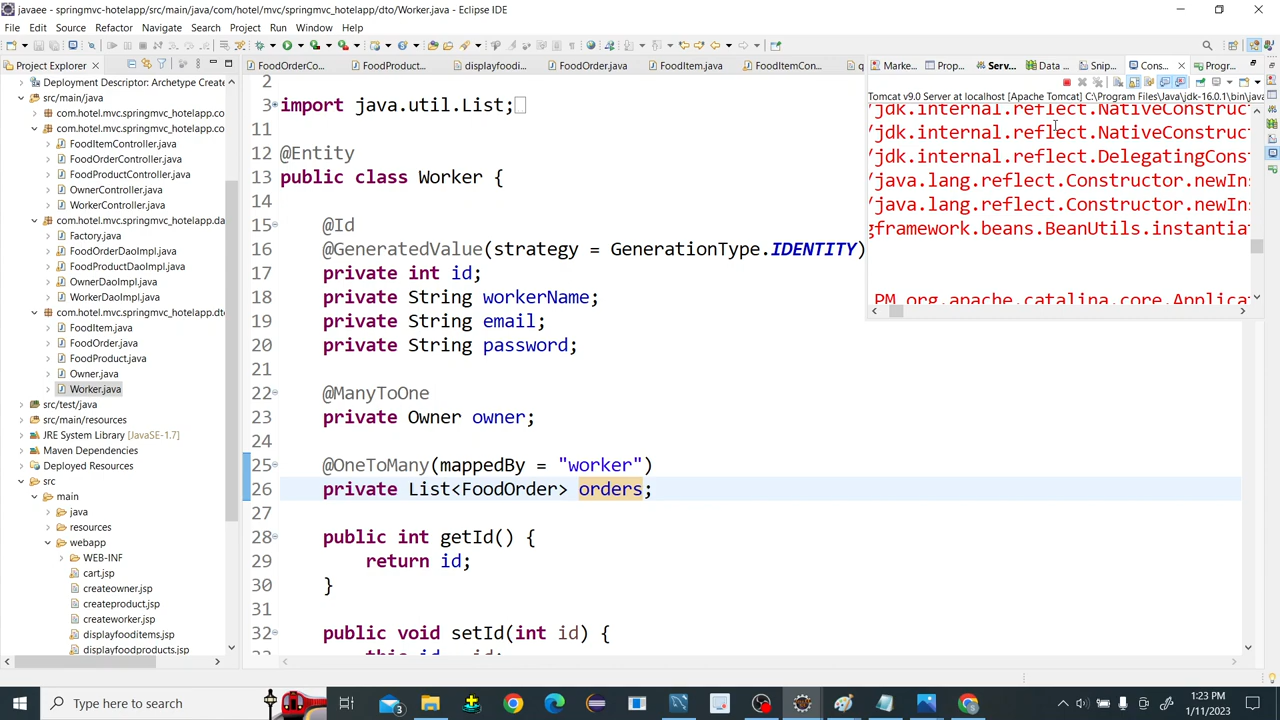 javaee - springmvc-hotelapp/src/main/java/com/hotel/mvc/springmvc_hotelapp/dto/Worker.java - Eclipse IDE
File Edit Source Refactor Navigate Search Project Run Window Help
Project Explorer
FoodOrderCo...
FoodProduct...
displayfoodi...
FoodOrder.java
FoodItem.java
FoodItemCon...
Marke...
Prop...
Serv...
Data ...
Snip...
Cons...
Progr...
Deployment Descriptor: Archetype Create
src/main/java
com.hotel.mvc.springmvc_hotelapp.co
com.hotel.mvc.springmvc_hotelapp.co
FoodItemController.java
FoodOrderController.java
FoodProductController.java
OwnerController.java
WorkerController.java
com.hotel.mvc.springmvc_hotelapp.da
Factory.java
FoodOrderDaoImpl.java
FoodProductDaoImpl.java
OwnerDaoImpl.java
WorkerDaoImpl.java
com.hotel.mvc.springmvc_hotelapp.dto
FoodItem.java
FoodOrder.java
FoodProduct.java
Owner.java
Worker.java
src/test/java
src/main/resources
JRE System Library [JavaSE-1.7]
Maven Dependencies
Deployed Resources
src
main
java
resources
webapp
WEB-INF
cart.jsp
createowner.jsp
createproduct.jsp
createworker.jsp
displayfooditems.jsp
displayfoodproducts.jsp
2
3 import java.util.List;
11
12 @Entity
13 public class Worker {
14
15 @Id
16 @GeneratedValue(strategy = GenerationType.IDENTITY)
17 private int id;
18 private String workerName;
19 private String email;
20 private String password;
21
22 @ManyToOne
23 private Owner owner;
24
25 @OneToMany(mappedBy = "worker")
26 private List<FoodOrder> orders;
27
28 public int getId() {
29 return id;
30 }
31
32 public void setId(int id) {
33 this.id = id;
Tomcat v9.0 Server at localhost [Apache Tomcat] C:\Program Files\Java\jdk-16.0.1\bin\java
/jdk.internal.reflect.NativeConstruc
/jdk.internal.reflect.NativeConstruc
/jdk.internal.reflect.DelegatingCons
/java.lang.reflect.Constructor.newIns
/java.lang.reflect.Constructor.newIns
gframework.beans.BeanUtils.instantia
PM org.apache.catalina.core.Applica
Type here to search
3
1:23 PM
1/11/2023